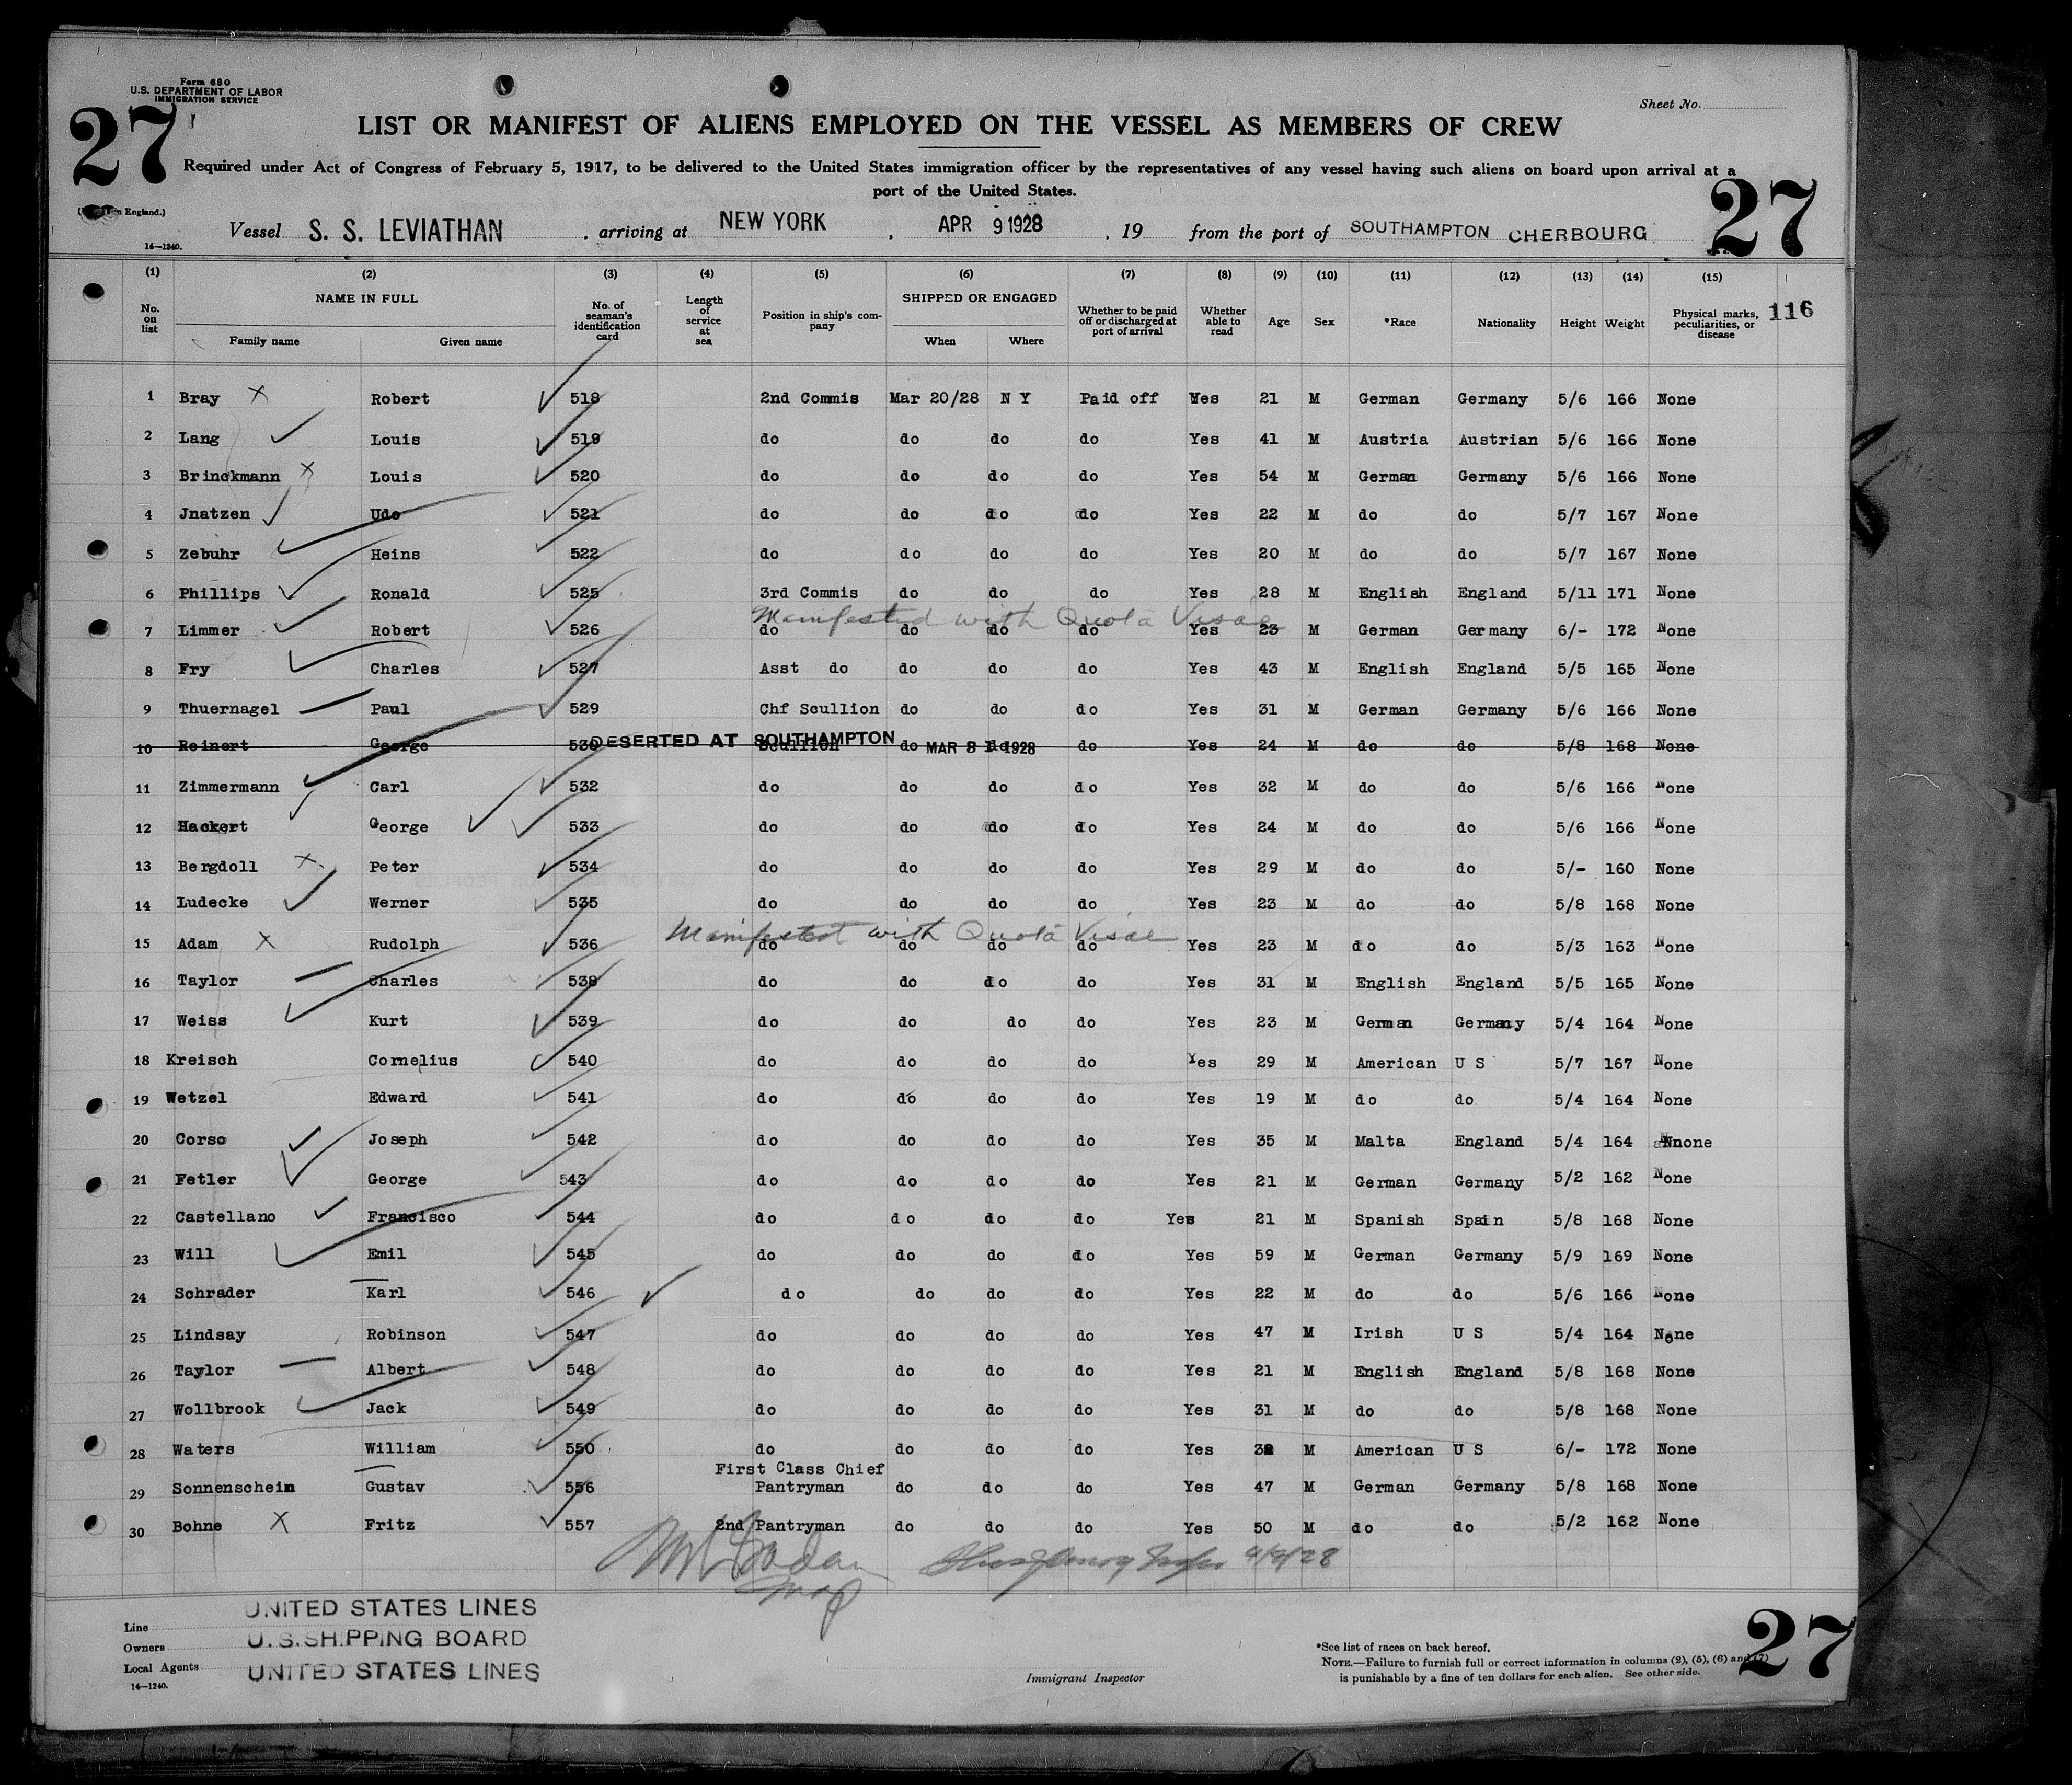 Form 680
U.S. DEPARTMENT OF LABOR
IMMIGRATION SERVICE
27
Sheet No.
LIST OR MANIFEST OF ALIENS EMPLOYED ON THE VESSEL AS MEMBERS OF CREW
Required under Act of Congress of February 5, 1917, to be delivered to the United States immigration officer by the representatives of any vessel having such aliens on board upon arrival at a
port of the United States.
27
in England.)
Vessel S. S. LEVIATHAN, arriving at NEW YORK, APR 9 1928, 19 from the port of SOUTHAMPTON CHERBOURG
14—1240.
(1) (2) (3) (4) (5) (6) (7) (8) (9) (10) (11) (12) (13) (14) (15)
No. on list NAME IN FULL Family name Given name No. of seaman's identification card Length of service at sea Position in ship's company SHIPPED OR ENGAGED When Where Whether to be paid off or discharged at port of arrival Whether able to read Age Sex *Race Nationality Height Weight Physical marks, peculiarities, or disease 116
1 Bray Robert 518 2nd Commis Mar 20/28 N Y Paid off Yes 21 M German Germany 5/6 166 None
2 Lang Louis 519 do do do do Yes 41 M Austria Austrian 5/6 166 None
3 Brinckmann Louis 520 do do do do Yes 54 M German Germany 5/6 166 None
4 Jnatzen Udo 521 do do do do Yes 22 M do do 5/7 167 None
5 Zebuhr Heins 522 do do do do Yes 20 M do do 5/7 167 None
6 Phillips Ronald 525 3rd Commis do do do Yes 28 M English England 5/11 171 None
Manifested with Quota Visae
7 Limmer Robert 526 do do do do Yes 23 M German Germany 6/- 172 None
8 Fry Charles 527 Asst do do do do Yes 43 M English England 5/5 165 None
9 Thuernagel Paul 529 Chf Scullion do do do Yes 31 M German Germany 5/6 166 None
10 Reinert George 530 DESERTED AT SOUTHAMPTON Scullion do MAR 31 1928 do do Yes 24 M do do 5/8 168 None
11 Zimmermann Carl 532 do do do do Yes 32 M do do 5/6 166 None
12 Hackert George 533 do do do do Yes 24 M do do 5/6 166 None
13 Bergdoll Peter 534 do do do do Yes 29 M do do 5/- 160 None
14 Ludecke Werner 535 do do do do Yes 23 M do do 5/8 168 None
Manifested with Quota Visae
15 Adam Rudolph 536 do do do do Yes 23 M do do 5/3 163 None
16 Taylor Charles 538 do do do do Yes 31 M English England 5/5 165 None
17 Weiss Kurt 539 do do do do Yes 23 M German Germany 5/4 164 None
18 Kreisch Cornelius 540 do do do do Yes 29 M American U S 5/7 167 None
19 Wetzel Edward 541 do do do do Yes 19 M do do 5/4 164 None
20 Corso Joseph 542 do do do do Yes 35 M Malta England 5/4 164 Nnone
21 Fetler George 543 do do do do Yes 21 M German Germany 5/2 162 None
22 Castellano Francisco 544 do do do do Yes 21 M Spanish Spain 5/8 168 None
23 Will Emil 545 do do do do Yes 59 M German Germany 5/9 169 None
24 Schrader Karl 546 do do do do Yes 22 M do do 5/6 166 None
25 Lindsay Robinson 547 do do do do Yes 47 M Irish U S 5/4 164 None
26 Taylor Albert 548 do do do do Yes 21 M English England 5/8 168 None
27 Wollbrook Jack 549 do do do do Yes 31 M do do 5/8 168 None
28 Waters William 550 do do do do Yes M American U S 6/- 172 None
First Class Chief
29 Sonnenschein Gustav 556 Pantryman do do do Yes 47 M German Germany 5/8 168 None
30 Bohne Fritz 557 2nd Pantryman do do do Yes 50 M do do 5/2 162 None
4/9/28
Line UNITED STATES LINES
Owners U.S. SHIPPING BOARD
Local Agents UNITED STATES LINES
14—1240.
Immigrant Inspector
*See list of races on back hereof.
NOTE.—Failure to furnish full or correct information in columns (2), (5), (6) and (7)
is punishable by a fine of ten dollars for each alien. See other side.
27